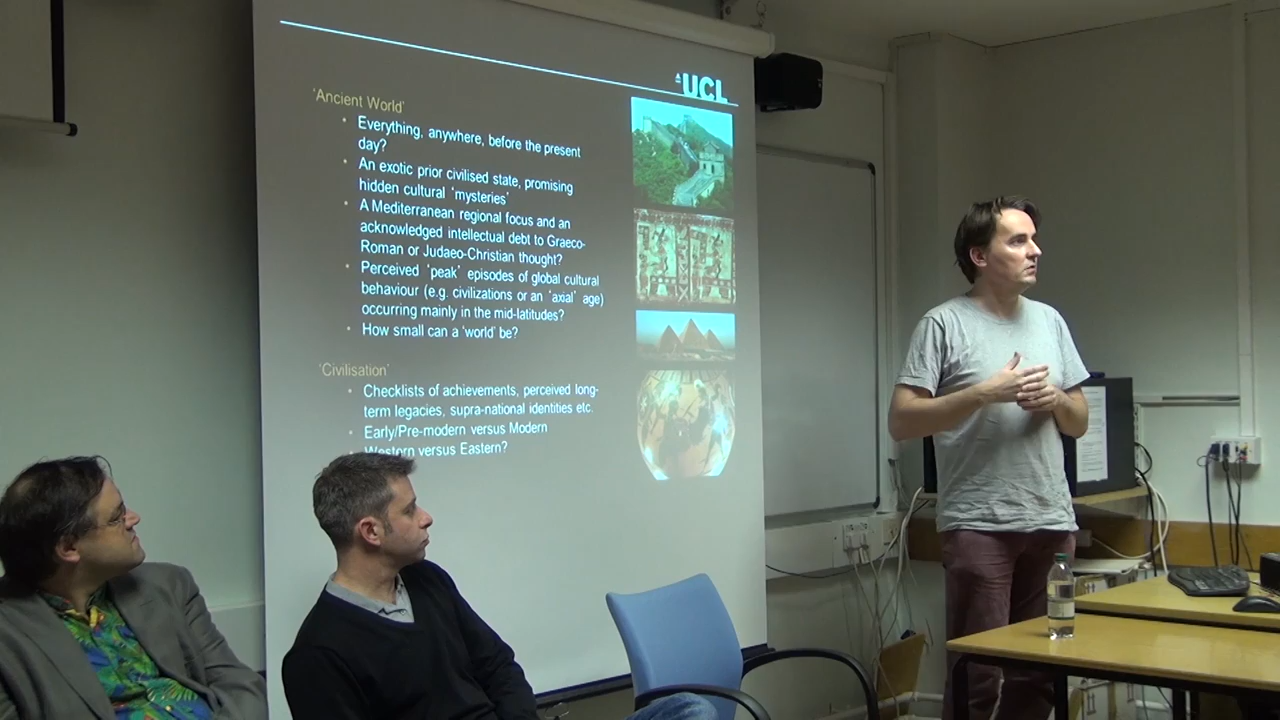 UCL
'Ancient World'
• Everything, anywhere, before the present
day?
• An exotic prior civilised state, promising
hidden cultural 'mysteries'
• A Mediterranean regional focus and an
acknowledged intellectual debt to Graeco-
Roman or Judaeo-Christian thought?
• Perceived 'peak' episodes of global cultural
behaviour (e.g. civilizations or an 'axial' age)
occurring mainly in the mid-latitudes?
• How small can a 'world' be?
'Civilisation'
• Checklists of achievements, perceived long-
term legacies, supra-national identities etc.
• Early/Pre-modern versus Modern
• Western versus Eastern?